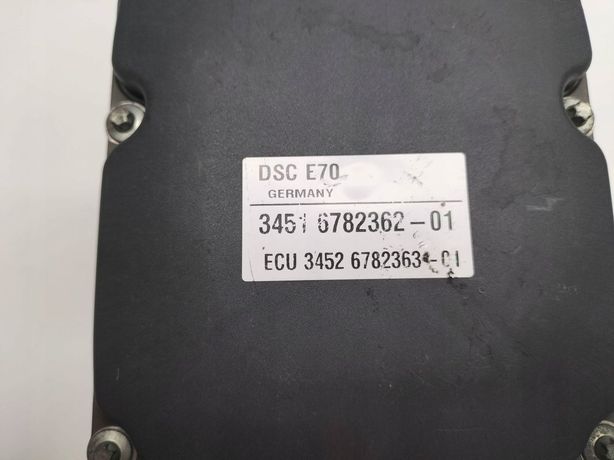 DSC E70
GERMANY
3451 6782362-01
ECU 3452 6782363-01